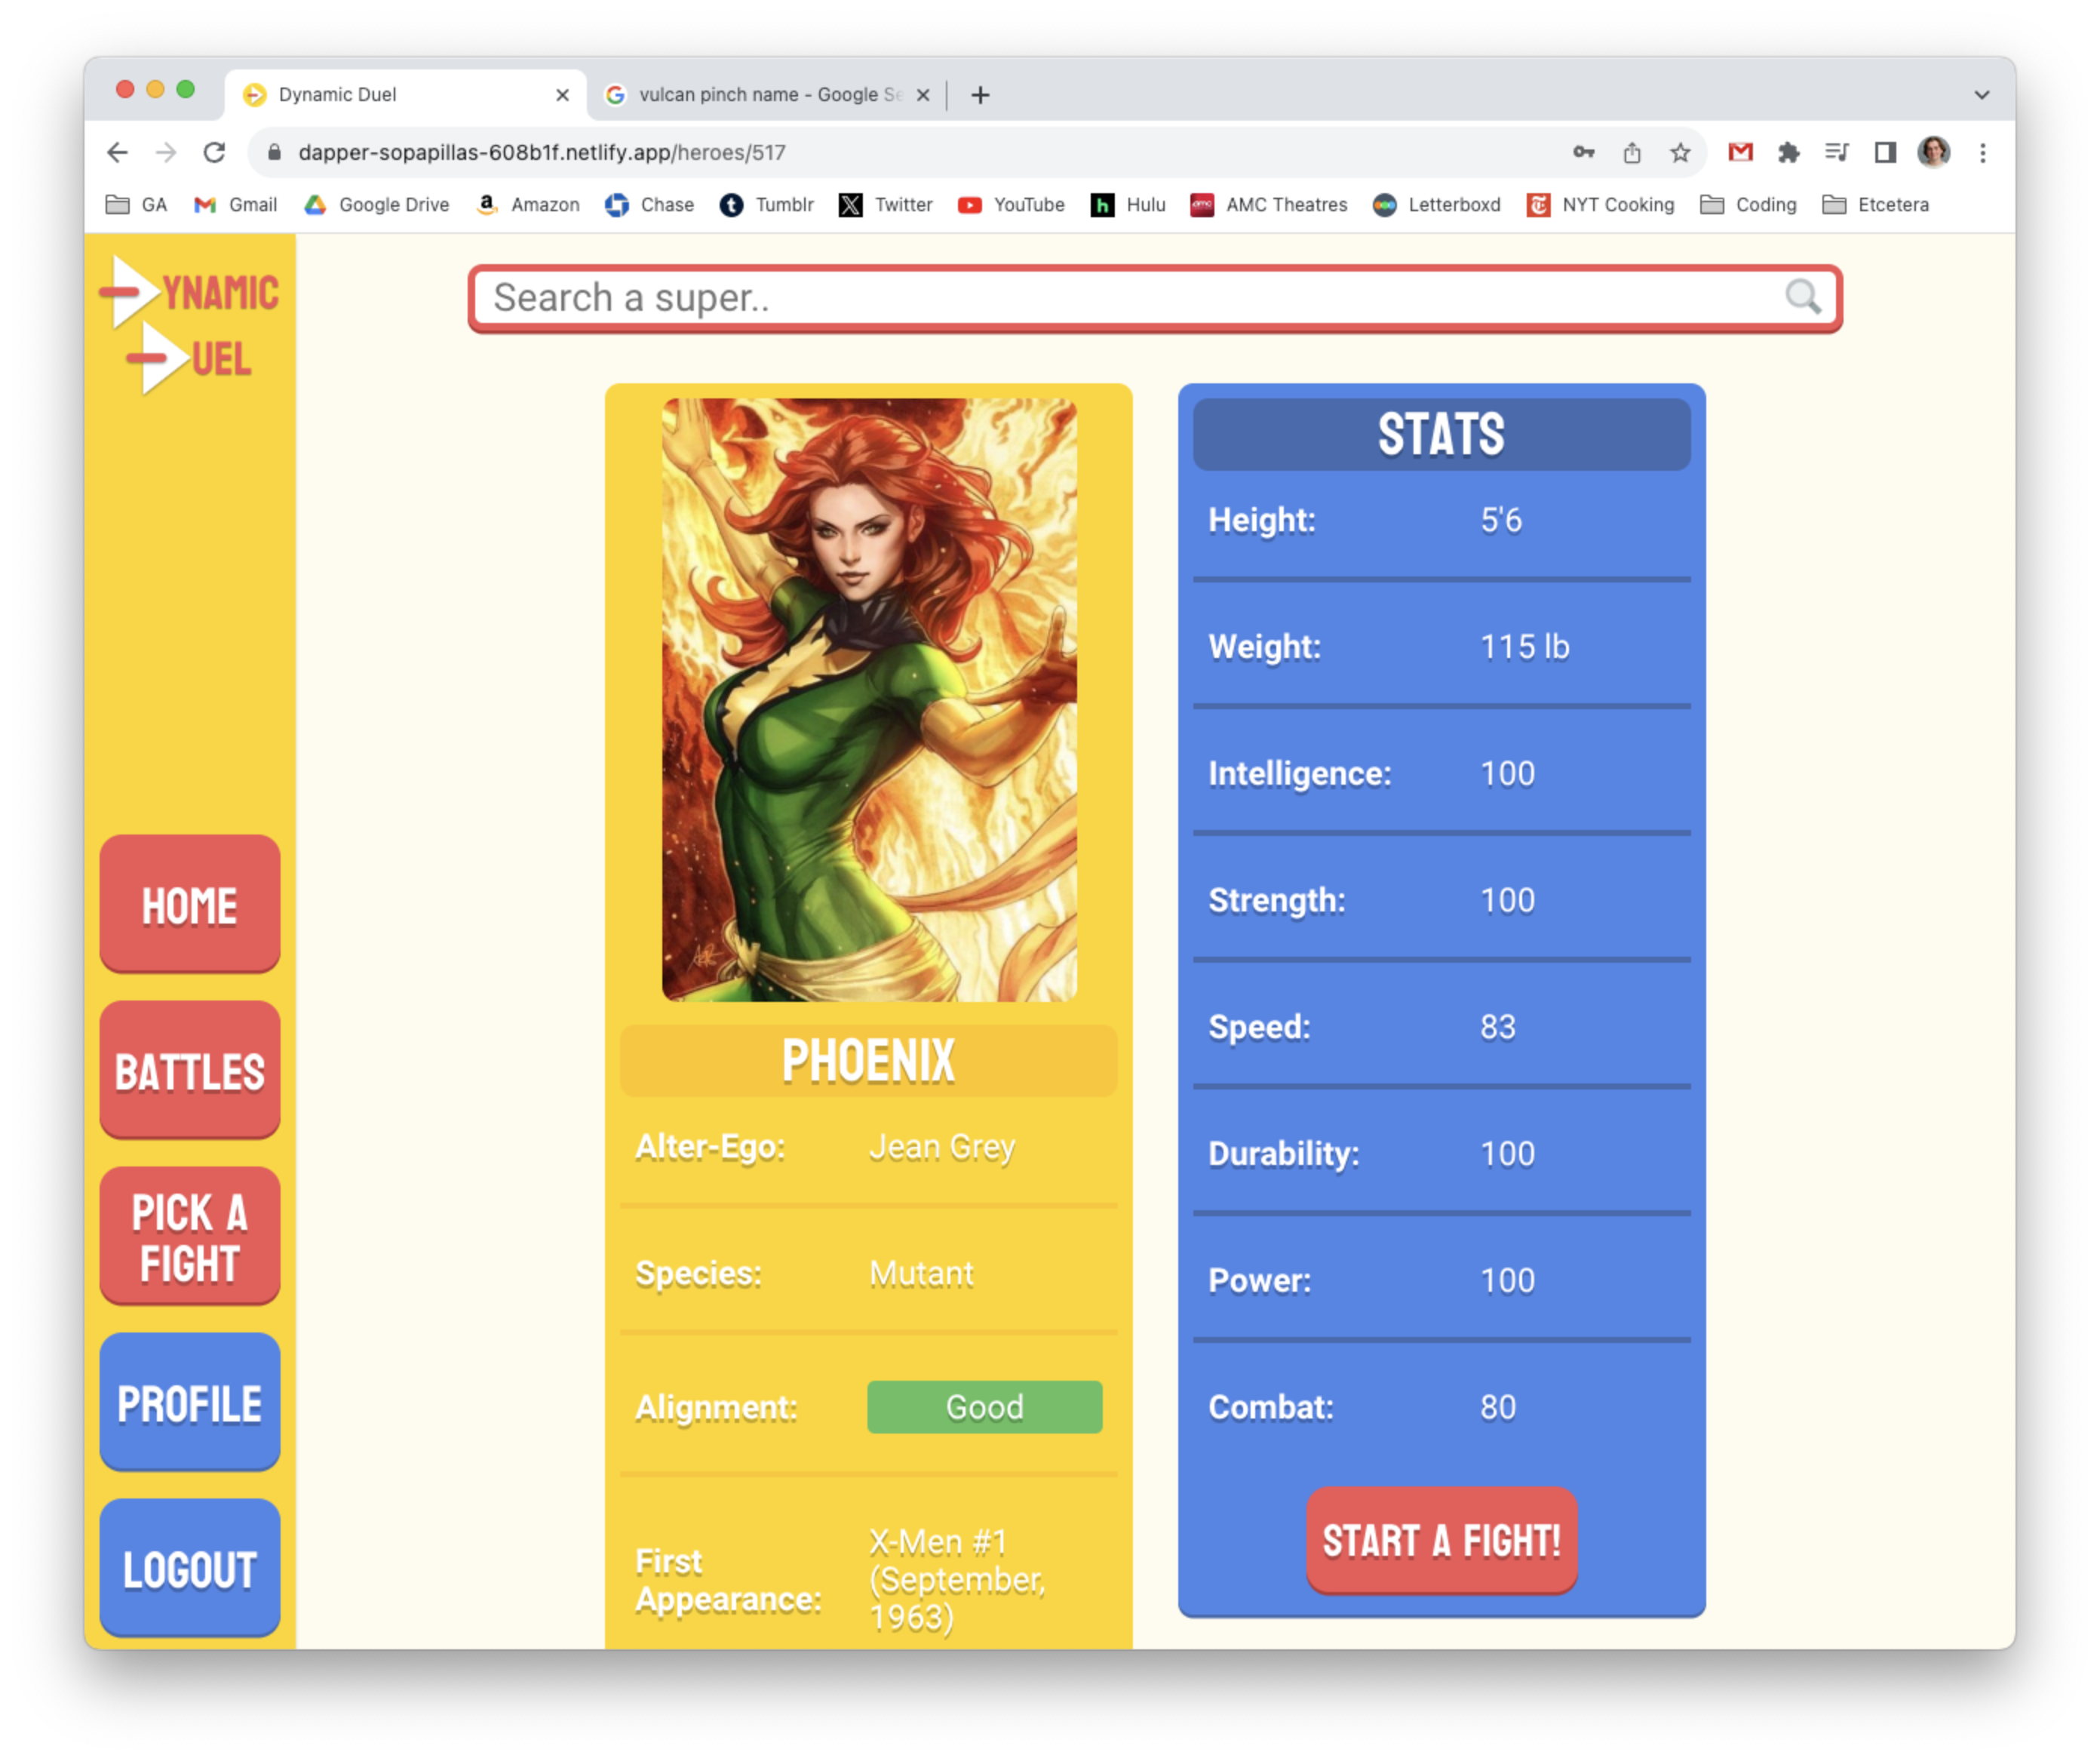 Dynamic Duel
vulcan pinch name - Google Se
dapper-sopapillas-608b1f.netlify.app/heroes/517
GA Gmail Google Drive Amazon Chase Tumblr Twitter YouTube Hulu AMC Theatres Letterboxd NYT Cooking Coding Etcetera
DYNAMIC
DUEL
Search a super..
HOME
BATTLES
PICK A
FIGHT
PROFILE
LOGOUT
PHOENIX
Alter-Ego: Jean Grey
Species: Mutant
Alignment: Good
First
Appearance:
X-Men #1
(September,
1963)
STATS
Height: 5'6
Weight: 115 lb
Intelligence: 100
Strength: 100
Speed: 83
Durability: 100
Power: 100
Combat: 80
START A FIGHT!